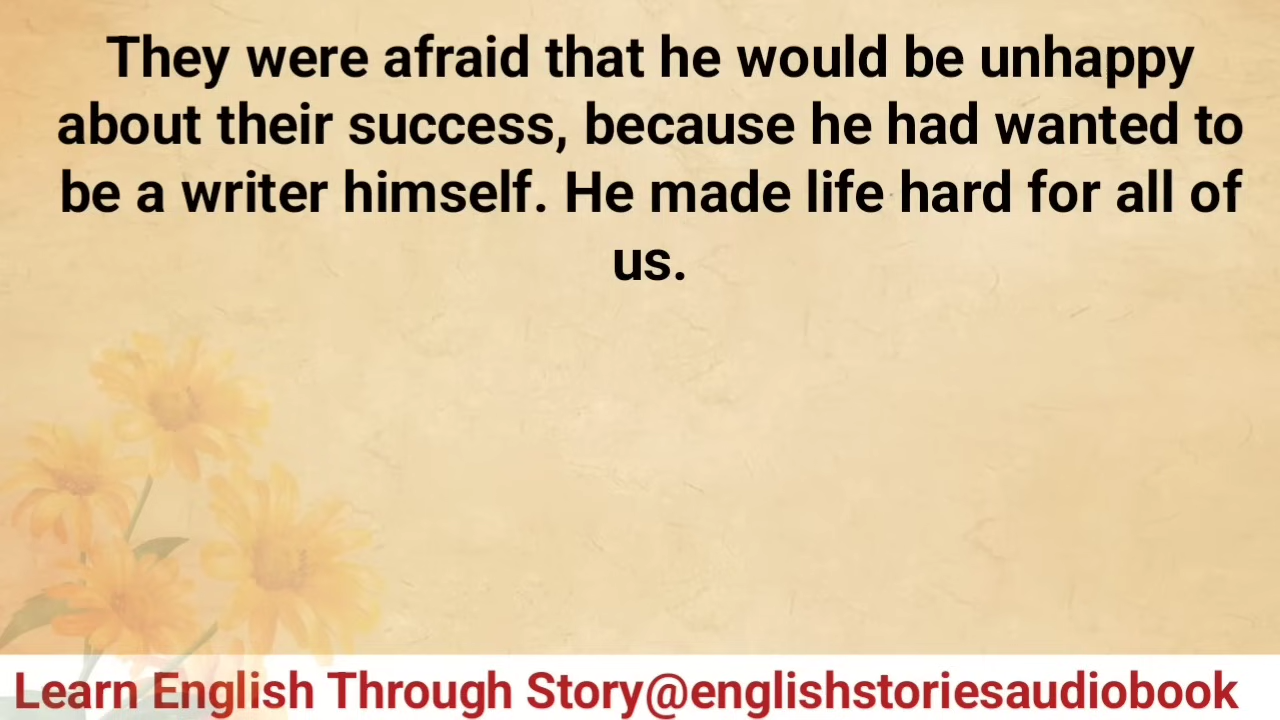 They were afraid that he would be unhappy
about their success, because he had wanted to
be a writer himself. He made life hard for all of
us.
Learn English Through Story@englishstoriesaudiobook